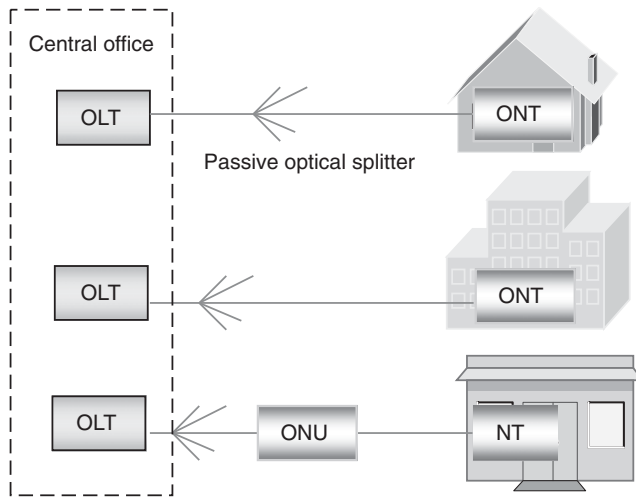 Central office
OLT
ONT
Passive optical splitter
OLT
ONT
OLT
ONU
NT